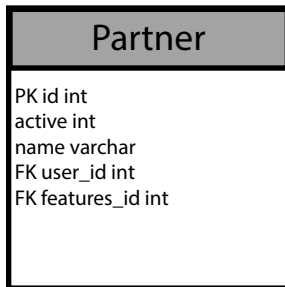 Partner
PK id int
active int
name varchar
FK user_id int
FK features_id int